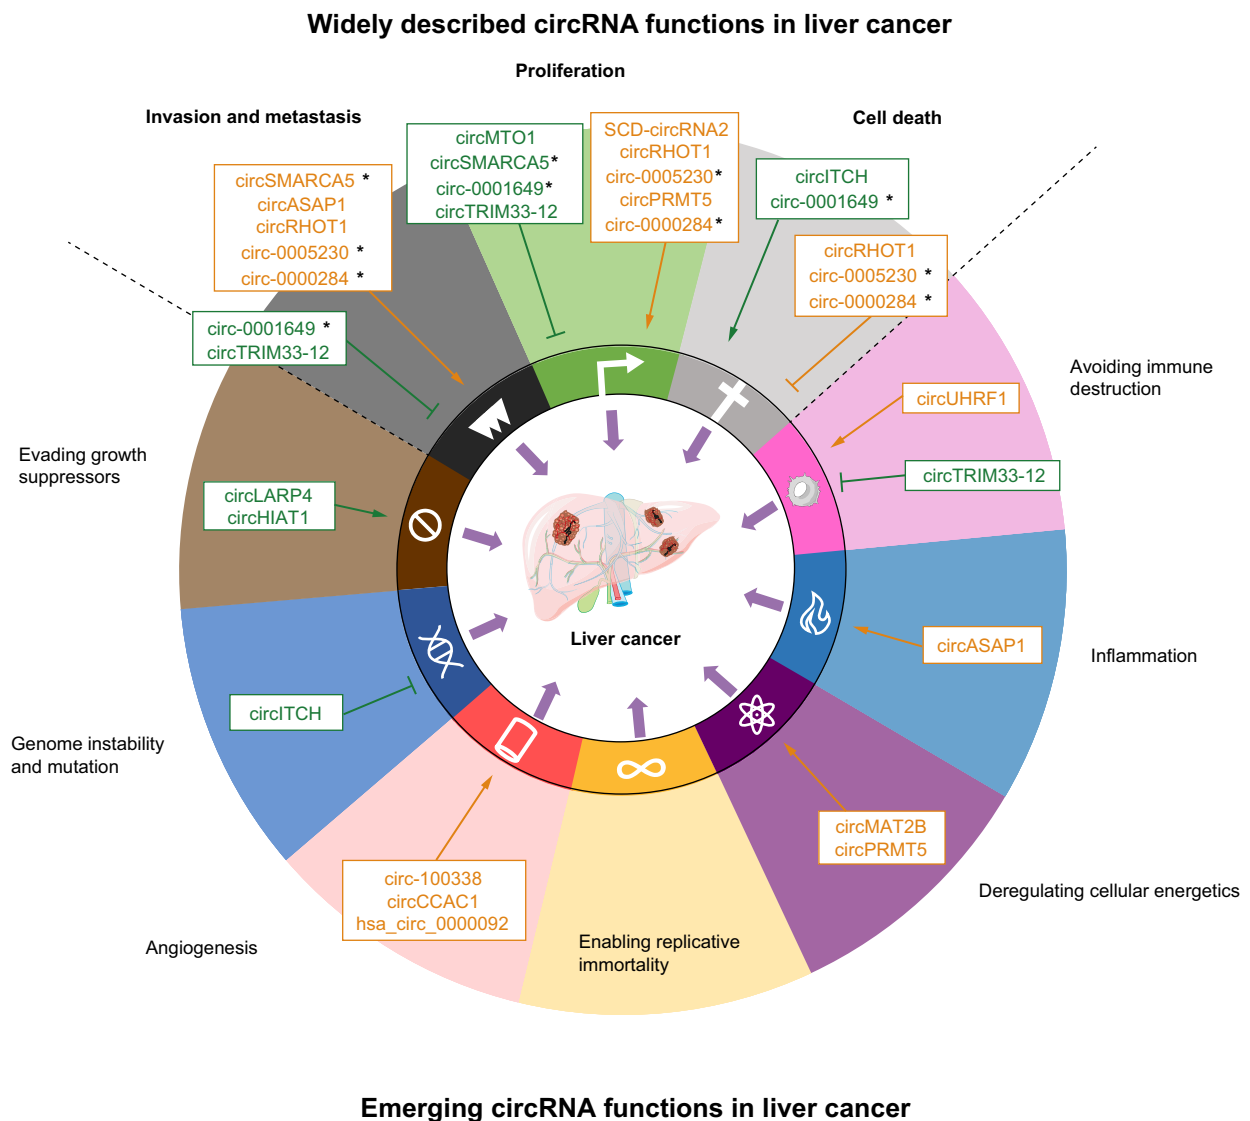 Widely described circRNA functions in liver cancer
Proliferation
Invasion and metastasis
Cell death
circSMARCA5 *
circASAP1
circRHOT1
circ-0005230 *
circ-0000284 *
circ-0001649 *
circTRIM33-12
circMTO1
circSMARCA5*
circ-0001649*
circTRIM33-12
SCD-circRNA2
circRHOT1
circ-0005230*
circPRMT5
circ-0000284*
circITCH
circ-0001649 *
circRHOT1
circ-0005230 *
circ-0000284 *
Avoiding immune
destruction
circUHRF1
circTRIM33-12
Evading growth
suppressors
circLARP4
circHIAT1
Liver cancer
circASAP1
Inflammation
circITCH
Genome instability
and mutation
circMAT2B
circPRMT5
Deregulating cellular energetics
circ-100338
circCCAC1
hsa_circ_0000092
Angiogenesis
Enabling replicative
immortality
Emerging circRNA functions in liver cancer